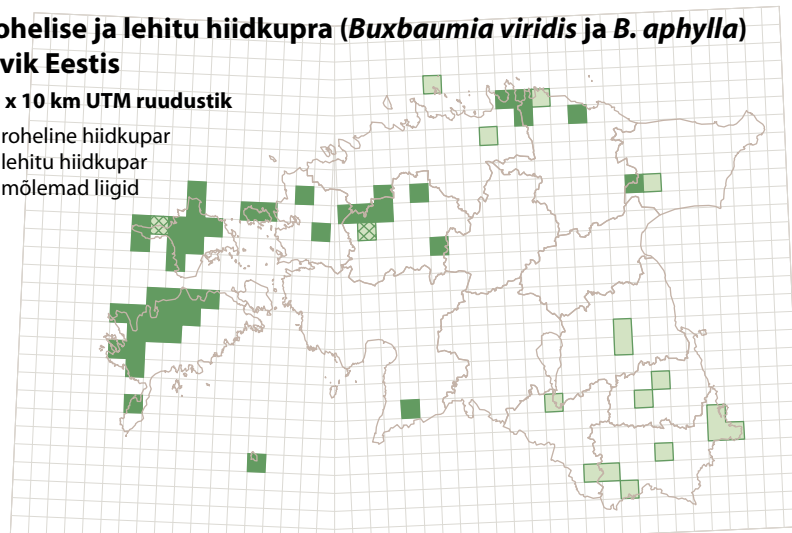 ohelise ja lehitu hiidkupra (Buxbaumia viridis ja B. aphylla)
vik Eestis
x 10 km UTM ruudustik
roheline hiidkupar
lehitu hiidkupar
mõlemad liigid